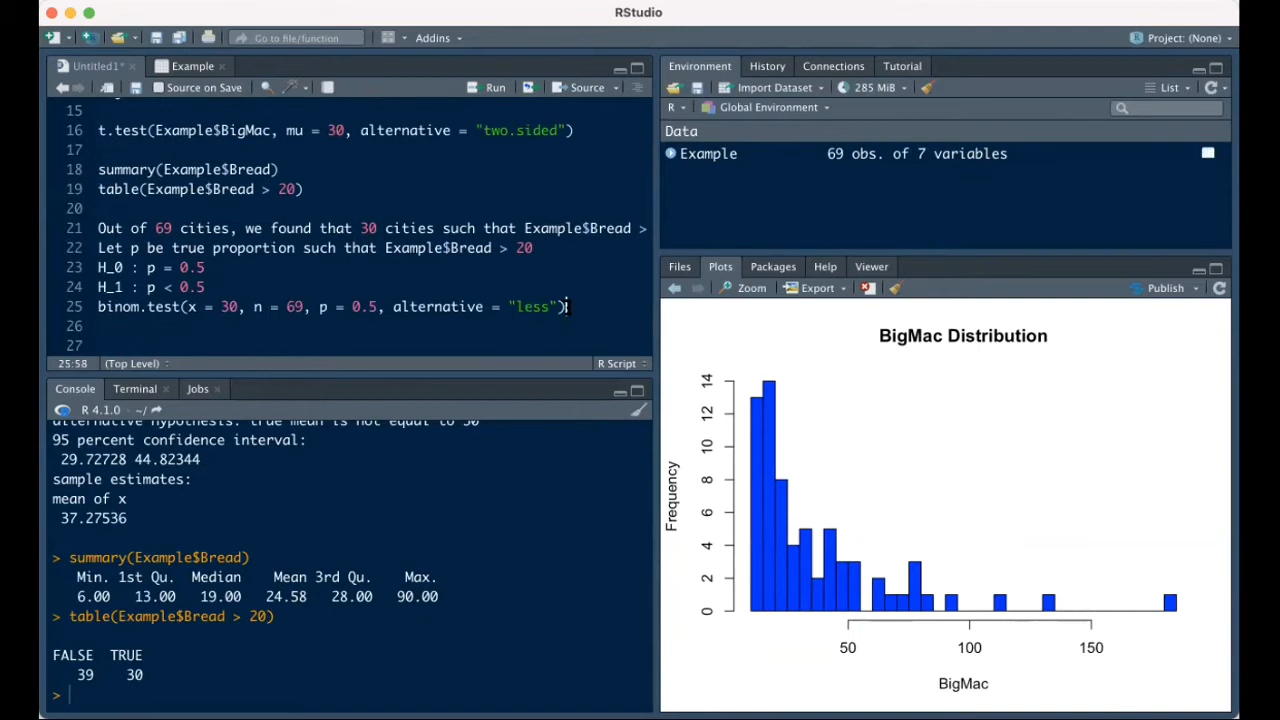 RStudio
Go to file/function
Addins
Project: (None)
Untitled1*
Example
Source on Save
Run
Source
15
16 t.test(Example$BigMac, mu = 30, alternative = "two.sided")
17
18 summary(Example$Bread)
19 table(Example$Bread > 20)
20
21 Out of 69 cities, we found that 30 cities such that Example$Bread >
22 Let p be true proportion such that Example$Bread > 20
23 H_0 : p = 0.5
24 H_1 : p < 0.5
25 binom.test(x = 30, n = 69, p = 0.5, alternative = "less")
26
27
25:58 (Top Level) R Script
Console Terminal Jobs
R 4.1.0 · ~/
alternative hypothesis: true mean is not equal to 30
95 percent confidence interval:
29.72728 44.82344
sample estimates:
mean of x
37.27536
> summary(Example$Bread)
Min. 1st Qu. Median Mean 3rd Qu. Max.
6.00 13.00 19.00 24.58 28.00 90.00
> table(Example$Bread > 20)
FALSE TRUE
39 30
>
Environment History Connections Tutorial
Import Dataset 285 MiB List
R Global Environment
Data
Example 69 obs. of 7 variables
Files Plots Packages Help Viewer
Zoom Export Publish
BigMac Distribution
Frequency
14
12
10
8
6
4
2
0
50 100 150
BigMac